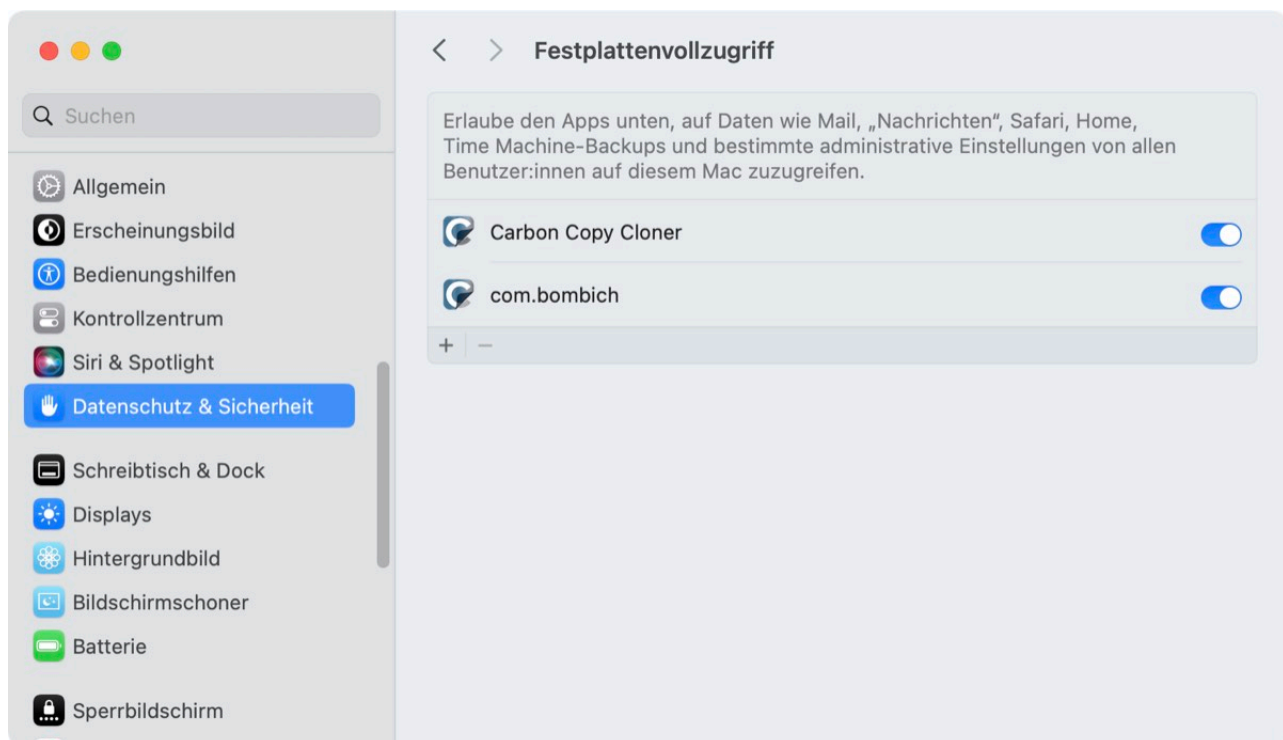 Suchen
Allgemein
Erscheinungsbild
Bedienungshilfen
Kontrollzentrum
Siri & Spotlight
Datenschutz & Sicherheit
Schreibtisch & Dock
Displays
Hintergrundbild
Bildschirmschoner
Batterie
Sperrbildschirm
Festplattenvollzugriff
Erlaube den Apps unten, auf Daten wie Mail, „Nachrichten“, Safari, Home,
Time Machine-Backups und bestimmte administrative Einstellungen von allen
Benutzer:innen auf diesem Mac zuzugreifen.
Carbon Copy Cloner
com.bombich